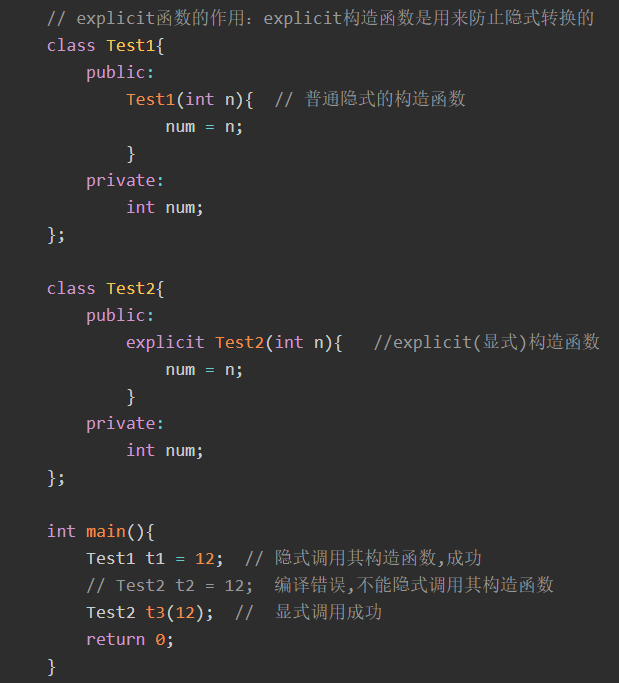 // explicit函数的作用：explicit构造函数是用来防止隐式转换的
class Test1{
    public:
        Test1(int n){  // 普通隐式的构造函数
            num = n;
        }
    private:
        int num;
};

class Test2{
    public:
        explicit Test2(int n){   //explicit(显式)构造函数
            num = n;
        }
    private:
        int num;
};

int main(){
    Test1 t1 = 12;  // 隐式调用其构造函数,成功
    // Test2 t2 = 12;  编译错误,不能隐式调用其构造函数
    Test2 t3(12);  //  显式调用成功
    return 0;
}